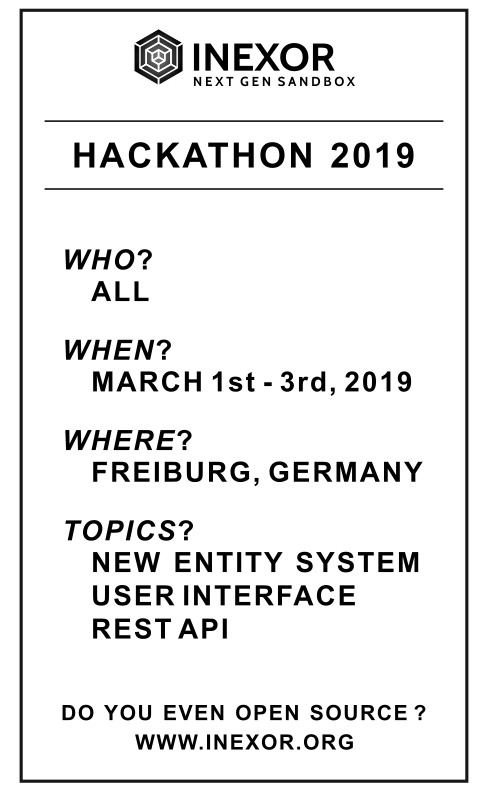 INEXOR
NEXT GEN SANDBOX
HACKATHON 2019
WHO?
ALL
WHEN?
MARCH 1st - 3rd, 2019
WHERE?
FREIBURG, GERMANY
TOPICS?
NEW ENTITY SYSTEM
USER INTERFACE
REST API
DO YOU EVEN OPEN SOURCE ?
WWW.INEXOR.ORG